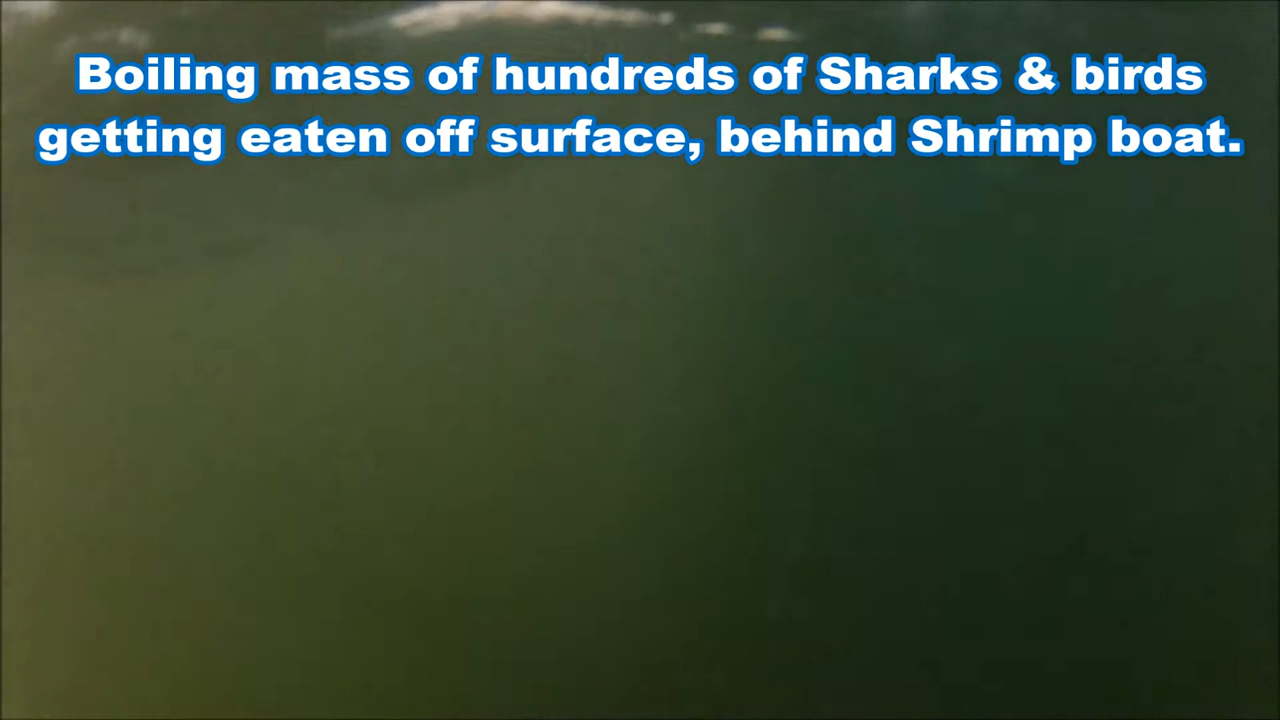 Boiling mass of hundreds of Sharks & birds
getting eaten off surface, behind Shrimp boat.